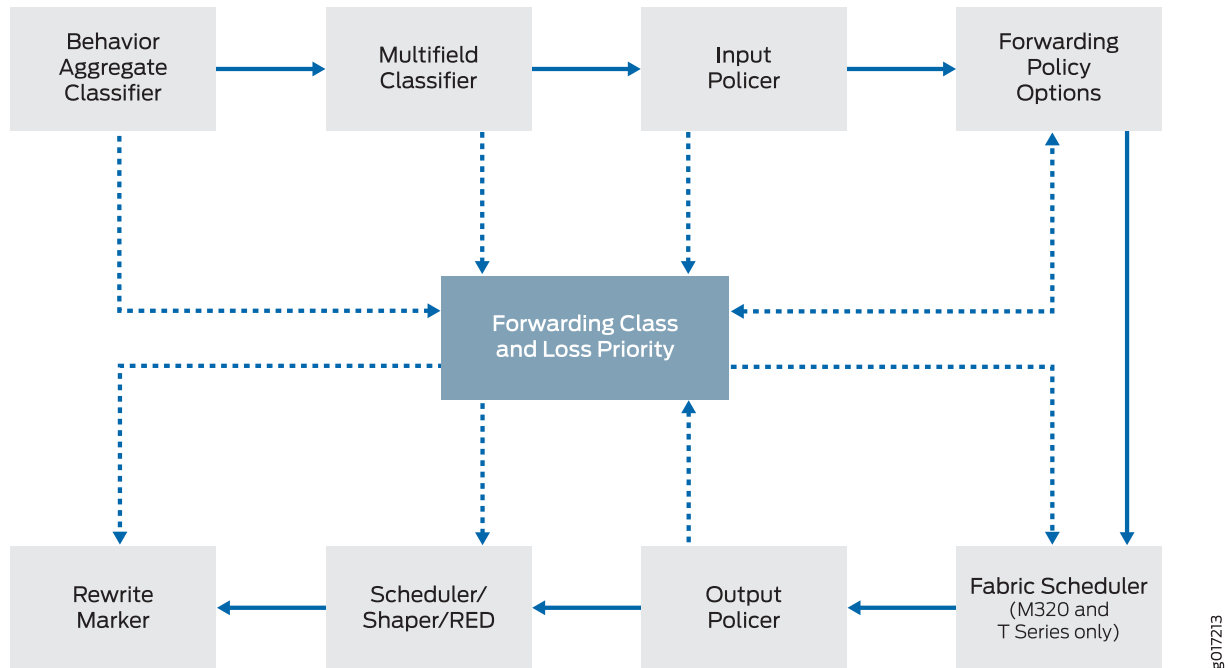 Behavior
Aggregate
Classifier
Multifield
Classifier
Input
Policer
Forwarding
Policy
Options
Forwarding Class
and Loss Priority
Rewrite
Marker
Scheduler/
Shaper/RED
Output
Policer
Fabric Scheduler
(M320 and
T Series only)
g017213